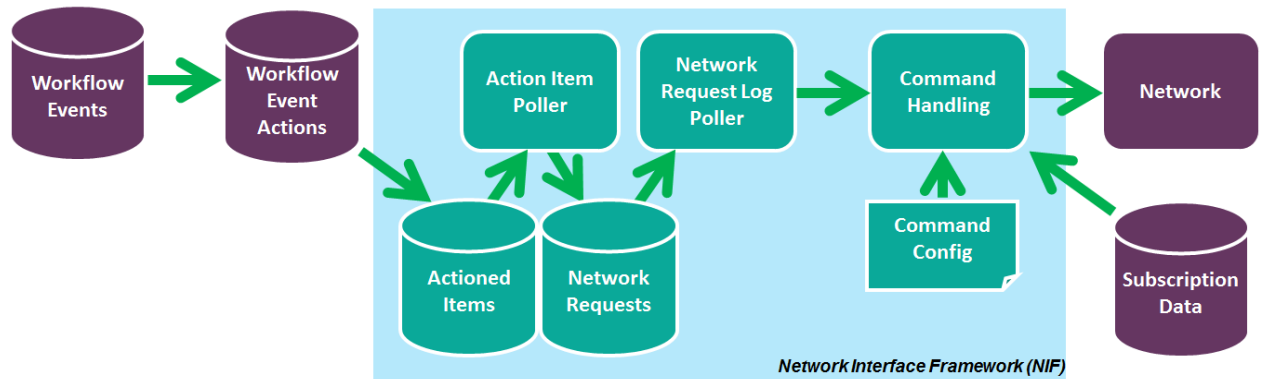 Workflow
Events
Workflow
Event
Actions
Action Item
Poller
Network
Request Log
Poller
Command
Handling
Network
Actioned
Items
Network
Requests
Command
Config
Subscription
Data
Network Interface Framework (NIF)